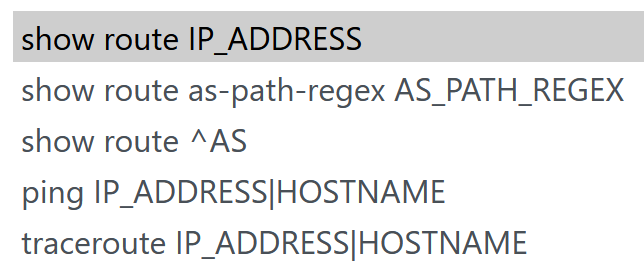 show route IP_ADDRESS
show route as-path-regex AS_PATH_REGEX
show route ^AS
ping IP_ADDRESS|HOSTNAME
traceroute IP_ADDRESS|HOSTNAME